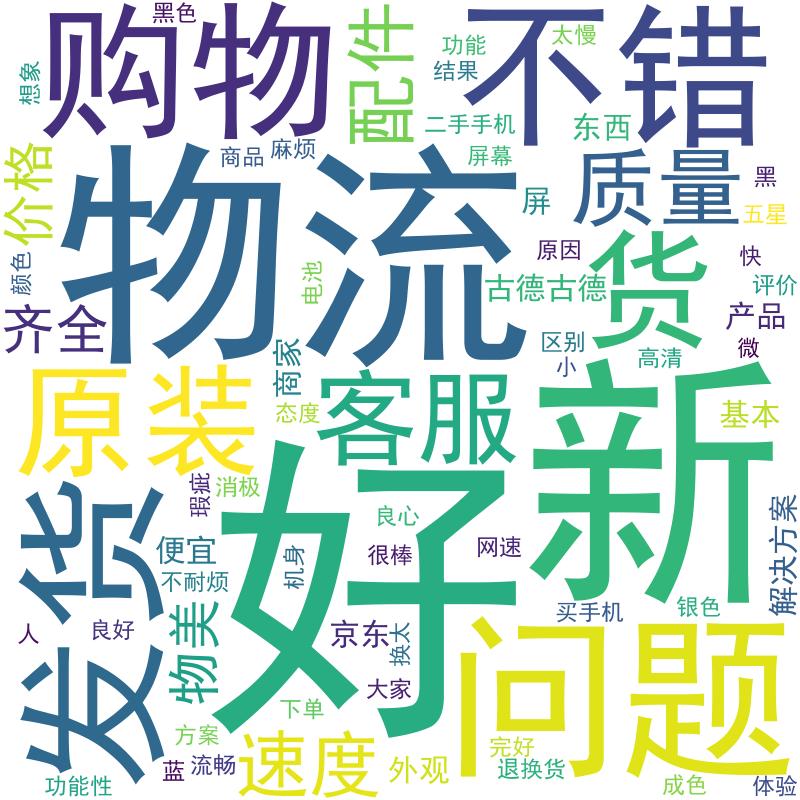 黑色
购物
配件
功能
太慢
不错
想象
结果
二手手机
东西
商品
麻烦
屏幕
价格
物流
质量
黑
屏
五星
颜色
电池
原因
货
快
古德古德
评价
齐全
产品
区别
微
商家
小
高清
原装
客服
新
态度
基本
好
瑕疵
消极
发货
良心
解决方案
便宜
很棒
网速
机身
不耐烦
买手机
银色
物美
人
良好
京东
换太
问题
大家
下单
方案
速度
蓝
流畅
外观
完好
退换货
功能性
成色
体验